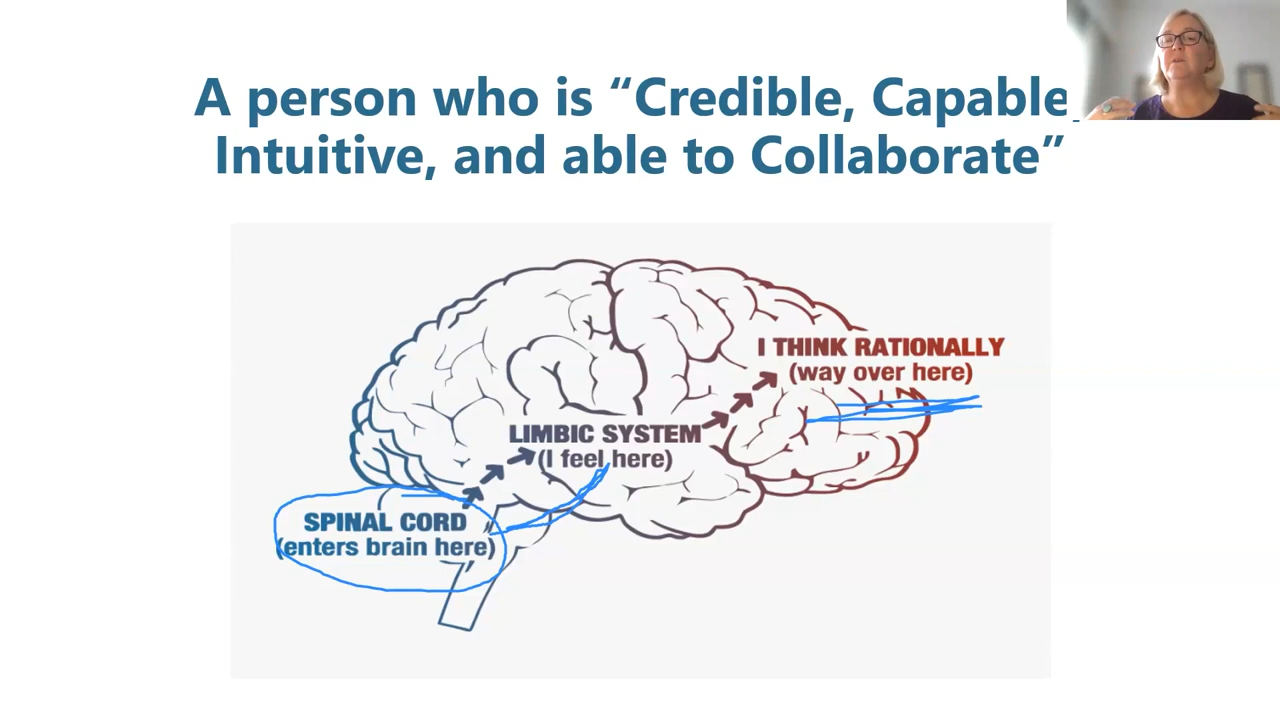 A person who is “Credible, Capable,
Intuitive, and able to Collaborate”
I THINK RATIONALLY
(way over here)
LIMBIC SYSTEM
(I feel here)
SPINAL CORD
(enters brain here)